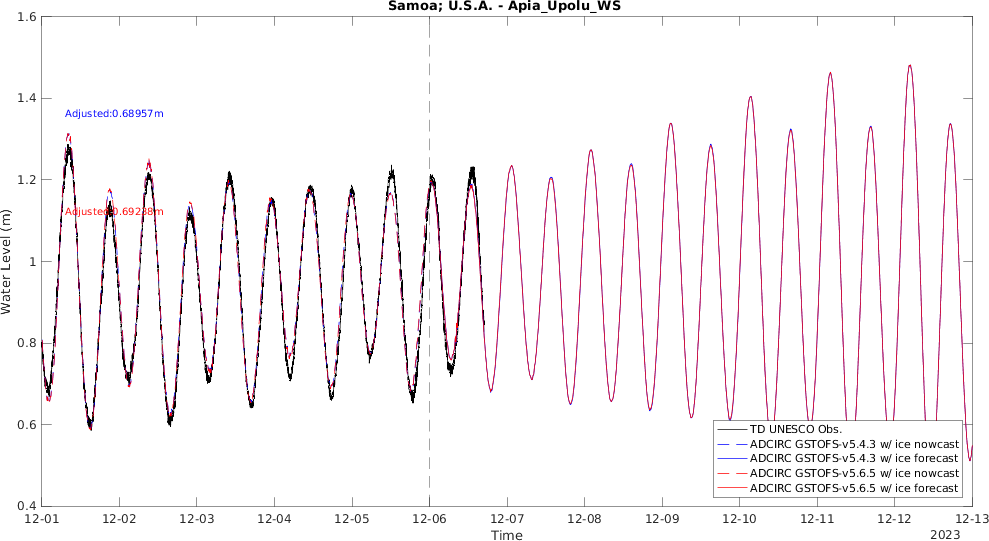 Samoa; U.S.A. - Apia_Upolu_WS
1.6
1.4
1.2
1
0.8
0.6
0.4
Water Level (m)
Adjusted:0.68957m
Adjusted:0.69238m
TD UNESCO Obs.
ADCIRC GSTOFS-v5.4.3 w/ ice nowcast
ADCIRC GSTOFS-v5.4.3 w/ ice forecast
ADCIRC GSTOFS-v5.6.5 w/ ice nowcast
ADCIRC GSTOFS-v5.6.5 w/ ice forecast
12-01 12-02 12-03 12-04 12-05 12-06 12-07 12-08 12-09 12-10 12-11 12-12 12-13
Time
2023